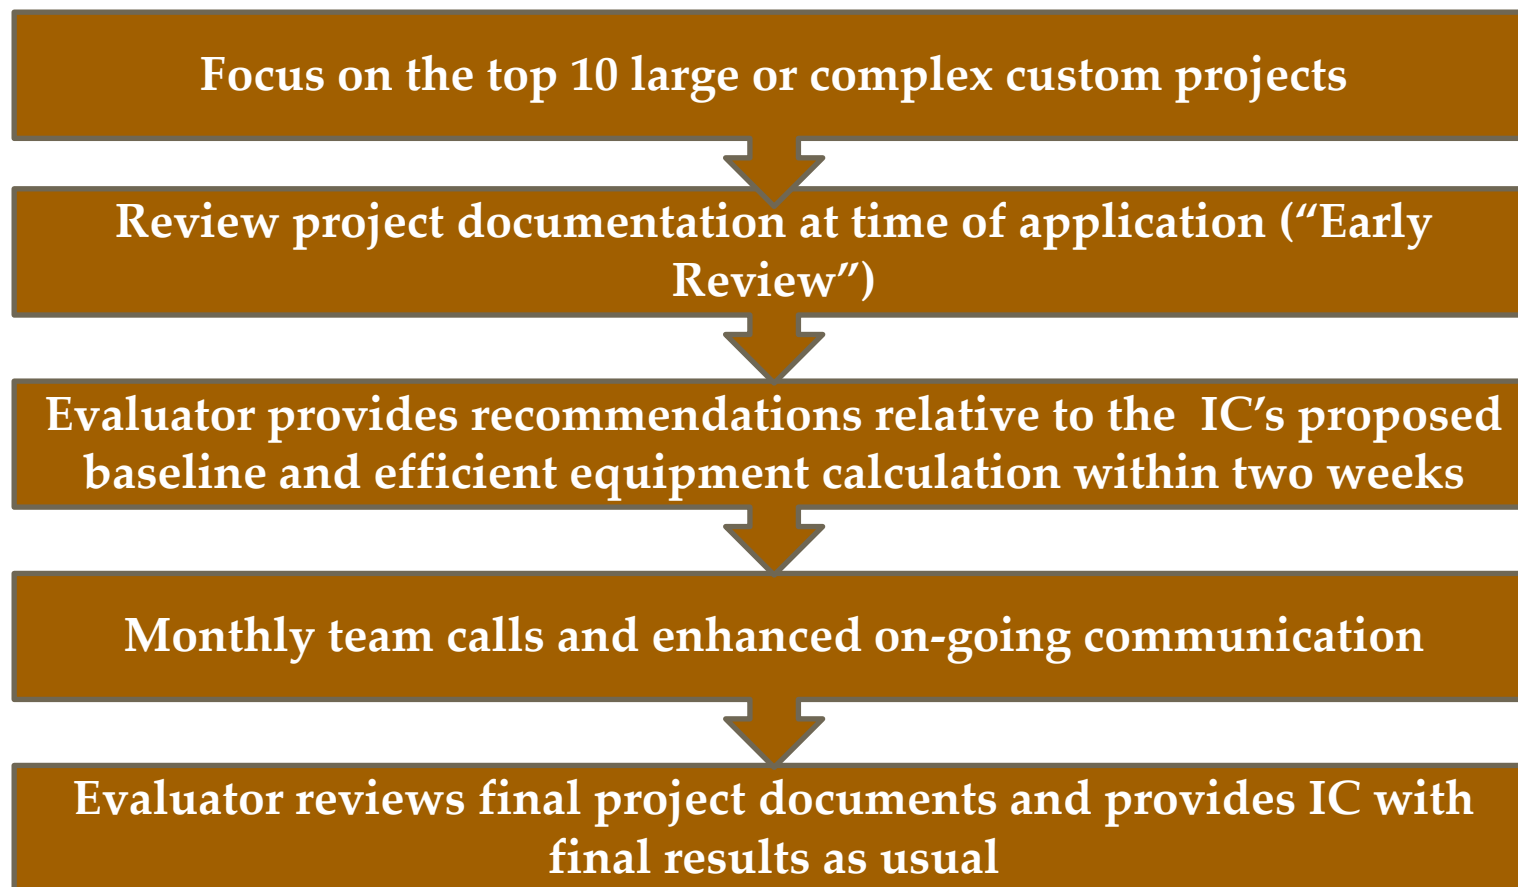 Focus on the top 10 large or complex custom projects
Review project documentation at time of application (“Early
Review”)
Evaluator provides recommendations relative to the  IC’s proposed
baseline and efficient equipment calculation within two weeks
Monthly team calls and enhanced on-going communication
Evaluator reviews final project documents and provides IC with
final results as usual